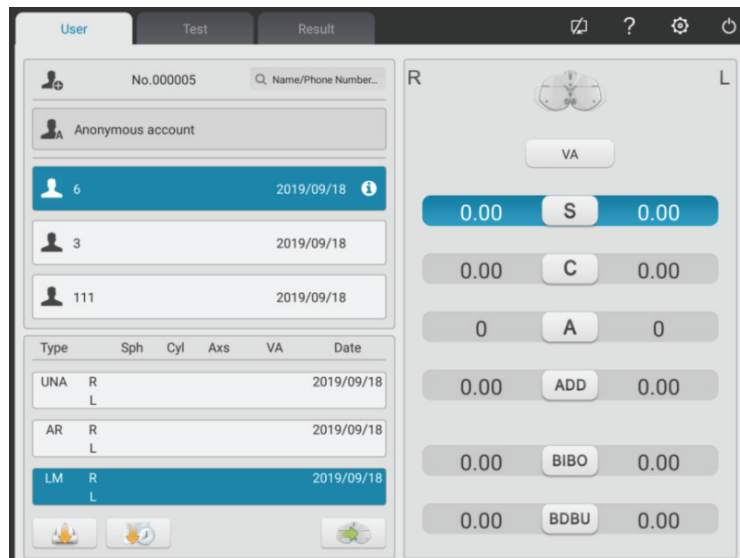 User Test Result ?
No.000005 Name/Phone Number...
Anonymous account
6 2019/09/18
3 2019/09/18
111 2019/09/18
Type Sph Cyl Axs VA Date
UNA R 2019/09/18
L
AR R 2019/09/18
L
LM R 2019/09/18
L
R L
VA
0.00 S 0.00
0.00 C 0.00
0 A 0
0.00 ADD 0.00
0.00 BIBO 0.00
0.00 BDBU 0.00